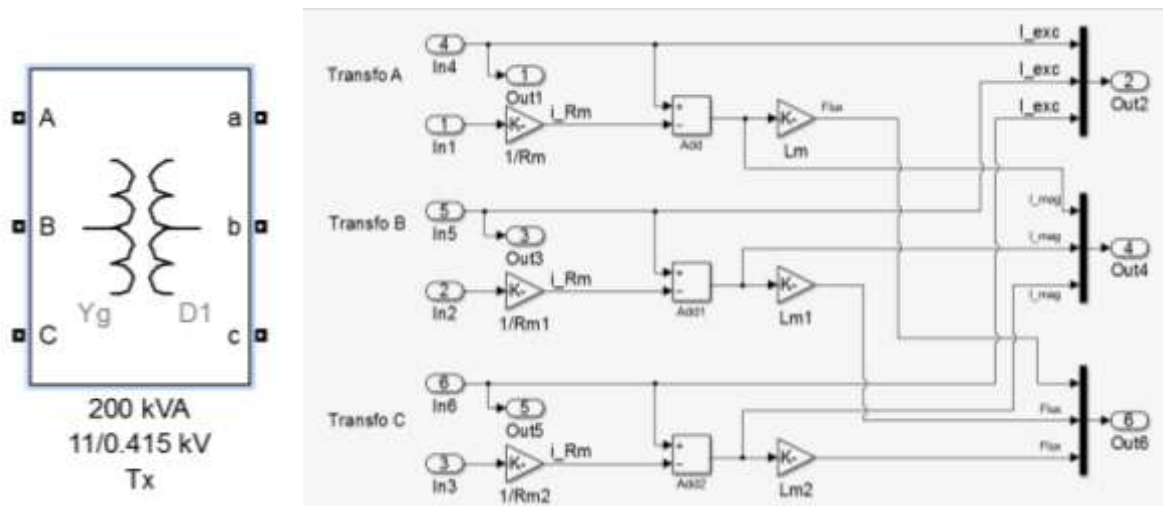 A a
B b
Yg D1
C c
200 kVA
11/0.415 kV
Tx
Transfo A
4
In4
1
Out1
1
In1
K-
1/Rm
i_Rm
+
−
Add
K-
Lm
Flux
I_exc
I_exc
I_exc
2
Out2
Transfo B
5
In5
3
Out3
2
In2
K-
1/Rm1
i_Rm
+
−
Add1
K-
Lm1
I_mag
I_mag
I_mag
4
Out4
Transfo C
6
In6
5
Out5
3
In3
K-
1/Rm2
i_Rm
+
−
Add2
K-
Lm2
Flux
Flux
6
Out6